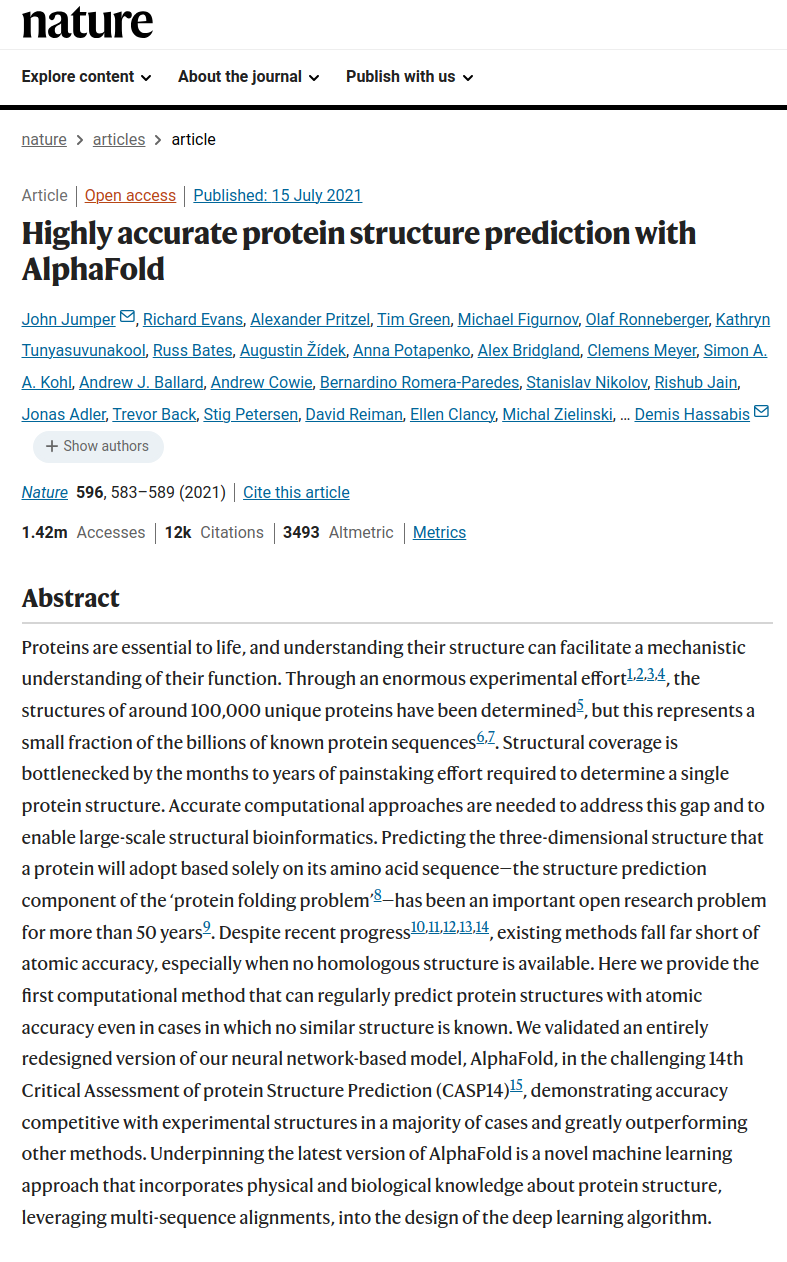 nature
Explore content About the journal Publish with us
nature > articles > article
Article | Open access | Published: 15 July 2021
Highly accurate protein structure prediction with
AlphaFold
John Jumper, Richard Evans, Alexander Pritzel, Tim Green, Michael Figurnov, Olaf Ronneberger, Kathryn
Tunyasuvunakool, Russ Bates, Augustin Žídek, Anna Potapenko, Alex Bridgland, Clemens Meyer, Simon A.
A. Kohl, Andrew J. Ballard, Andrew Cowie, Bernardino Romera-Paredes, Stanislav Nikolov, Rishub Jain,
Jonas Adler, Trevor Back, Stig Petersen, David Reiman, Ellen Clancy, Michal Zielinski, … Demis Hassabis
+ Show authors
Nature 596, 583–589 (2021) | Cite this article
1.42m Accesses | 12k Citations | 3493 Altmetric | Metrics
Abstract
Proteins are essential to life, and understanding their structure can facilitate a mechanistic
understanding of their function. Through an enormous experimental effort1,2,3,4, the
structures of around 100,000 unique proteins have been determined5, but this represents a
small fraction of the billions of known protein sequences6,7. Structural coverage is
bottlenecked by the months to years of painstaking effort required to determine a single
protein structure. Accurate computational approaches are needed to address this gap and to
enable large-scale structural bioinformatics. Predicting the three-dimensional structure that
a protein will adopt based solely on its amino acid sequence—the structure prediction
component of the ‘protein folding problem’8—has been an important open research problem
for more than 50 years9. Despite recent progress10,11,12,13,14, existing methods fall far short of
atomic accuracy, especially when no homologous structure is available. Here we provide the
first computational method that can regularly predict protein structures with atomic
accuracy even in cases in which no similar structure is known. We validated an entirely
redesigned version of our neural network-based model, AlphaFold, in the challenging 14th
Critical Assessment of protein Structure Prediction (CASP14)15, demonstrating accuracy
competitive with experimental structures in a majority of cases and greatly outperforming
other methods. Underpinning the latest version of AlphaFold is a novel machine learning
approach that incorporates physical and biological knowledge about protein structure,
leveraging multi-sequence alignments, into the design of the deep learning algorithm.